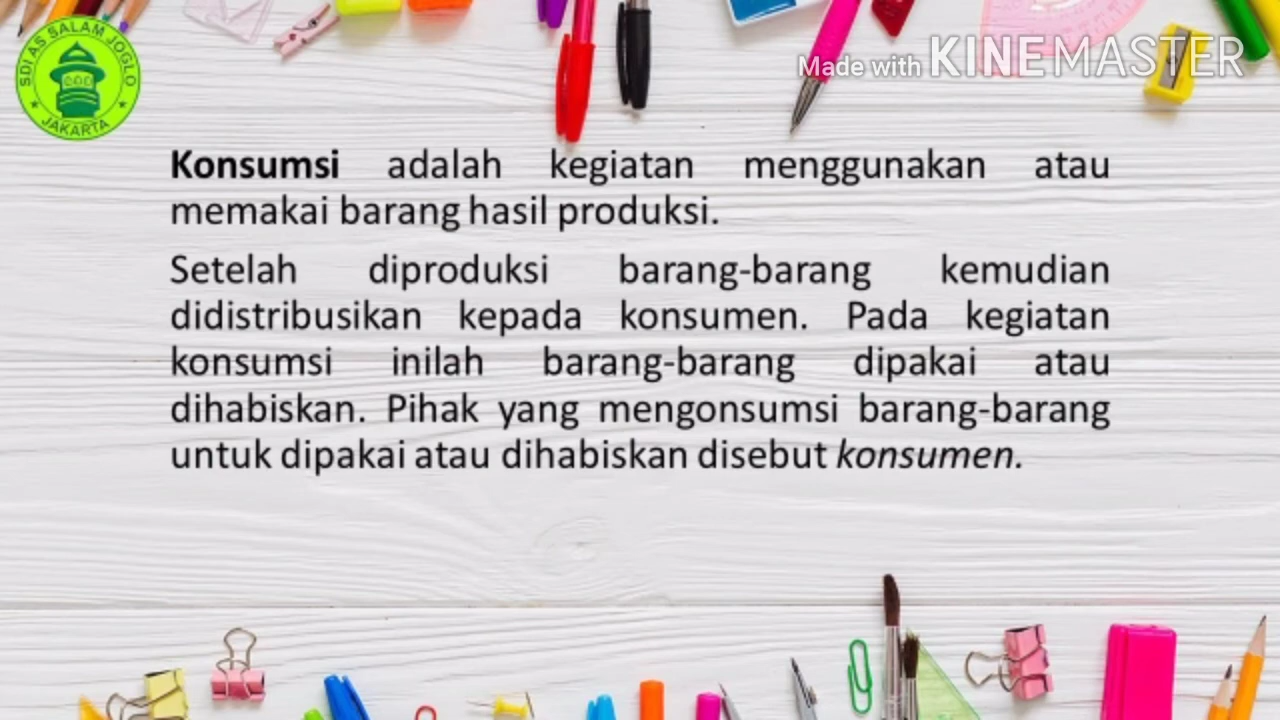 SDI AS SALAM JOGLO
JAKARTA
Made with KINEMASTER
Konsumsi adalah kegiatan menggunakan atau
memakai barang hasil produksi.
Setelah diproduksi barang-barang kemudian
didistribusikan kepada konsumen. Pada kegiatan
konsumsi inilah barang-barang dipakai atau
dihabiskan. Pihak yang mengonsumsi barang-barang
untuk dipakai atau dihabiskan disebut konsumen.